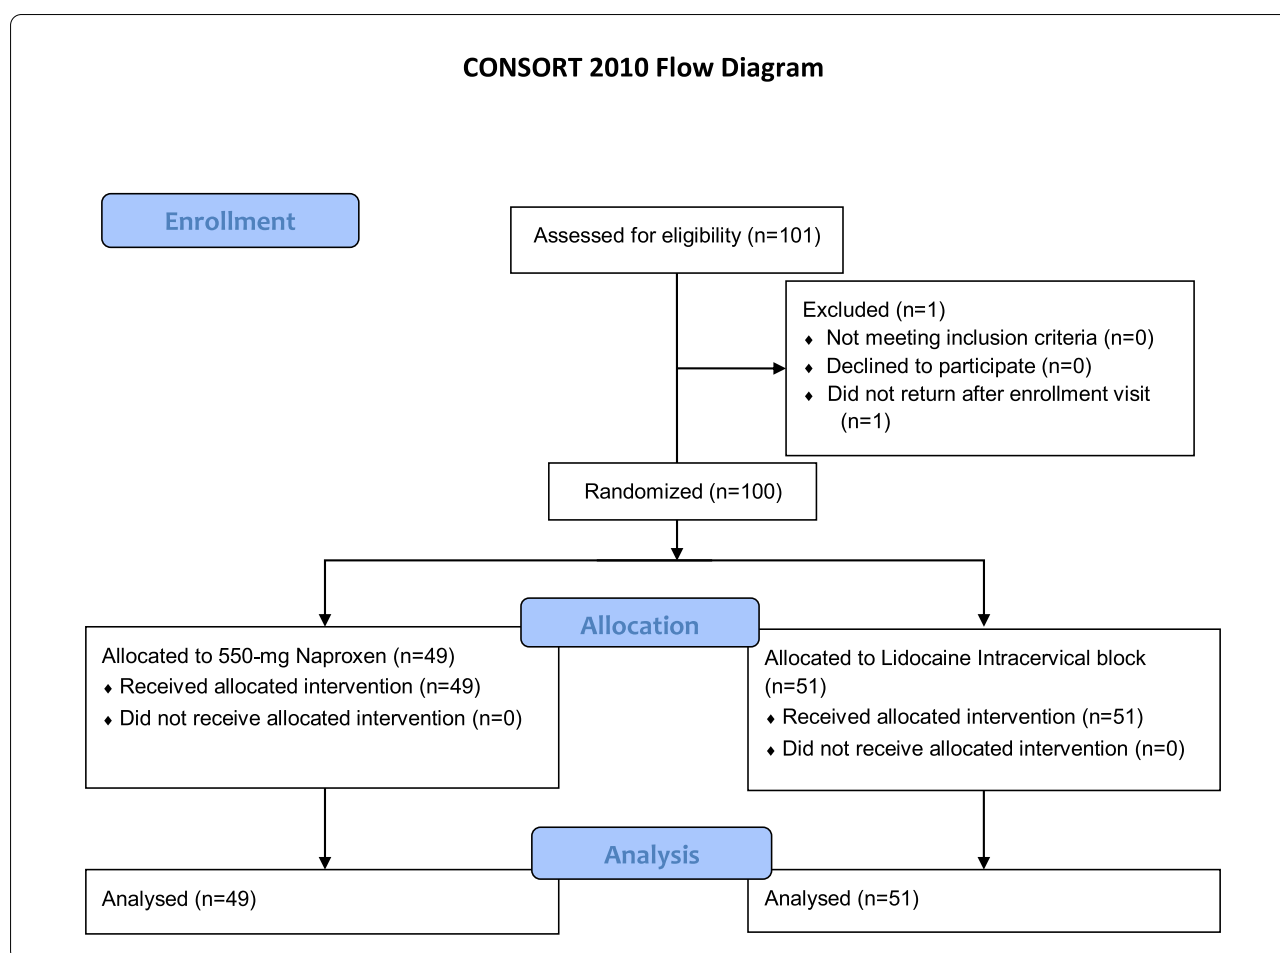 CONSORT 2010 Flow Diagram
Enrollment
Assessed for eligibility (n=101)
Excluded (n=1)
♦ Not meeting inclusion criteria (n=0)
♦ Declined to participate (n=0)
♦ Did not return after enrollment visit
(n=1)
Randomized (n=100)
Allocation
Allocated to 550-mg Naproxen (n=49)
♦ Received allocated intervention (n=49)
♦ Did not receive allocated intervention (n=0)
Allocated to Lidocaine Intracervical block
(n=51)
♦ Received allocated intervention (n=51)
♦ Did not receive allocated intervention (n=0)
Analysis
Analysed (n=49)
Analysed (n=51)